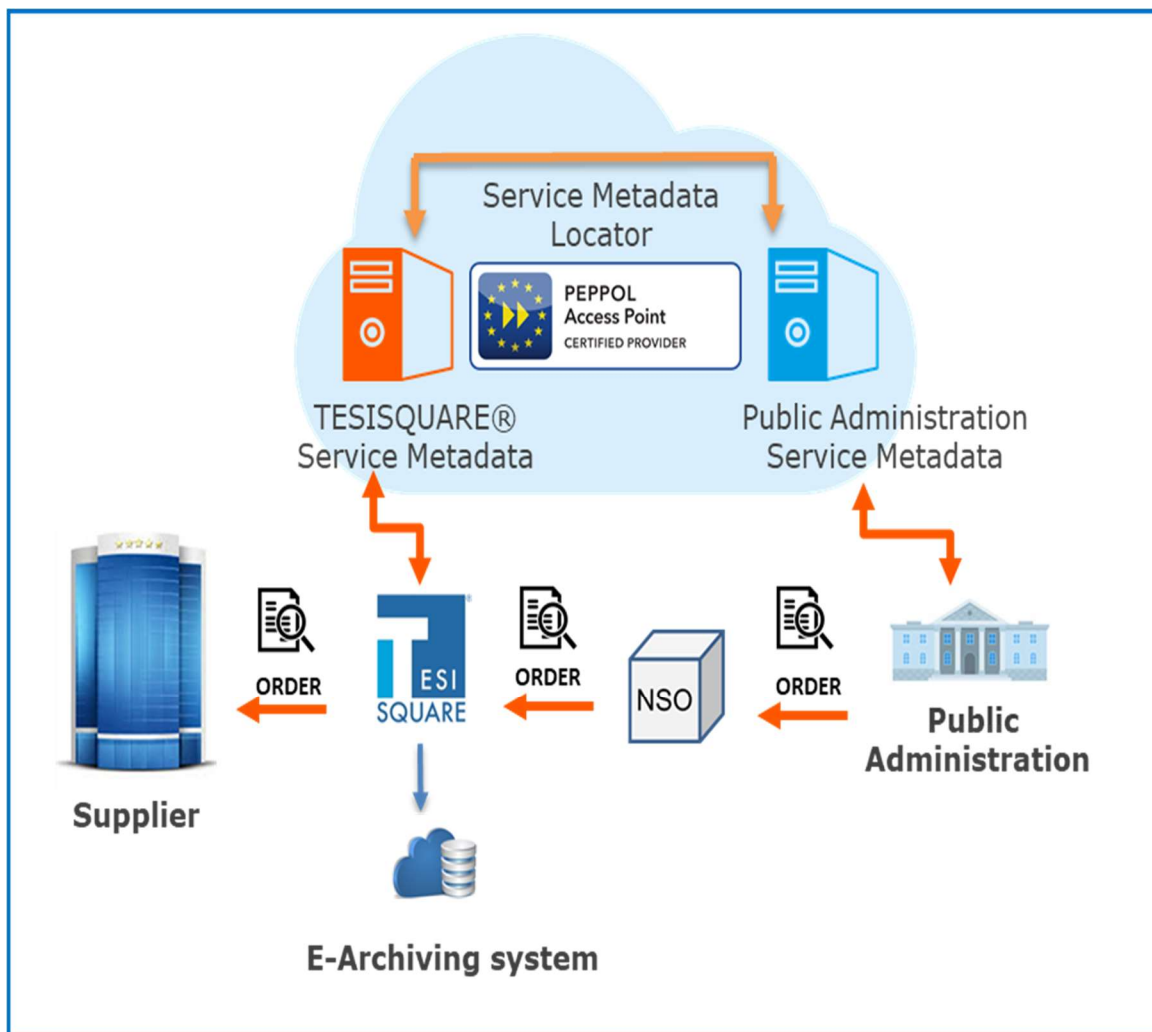 Service Metadata
Locator
PEPPOL
Access Point
CERTIFIED PROVIDER
TESISQUARE®
Service Metadata
Public Administration
Service Metadata
ORDER
TESI
SQUARE
®
ORDER
NSO
ORDER
Public
Administration
Supplier
E-Archiving system